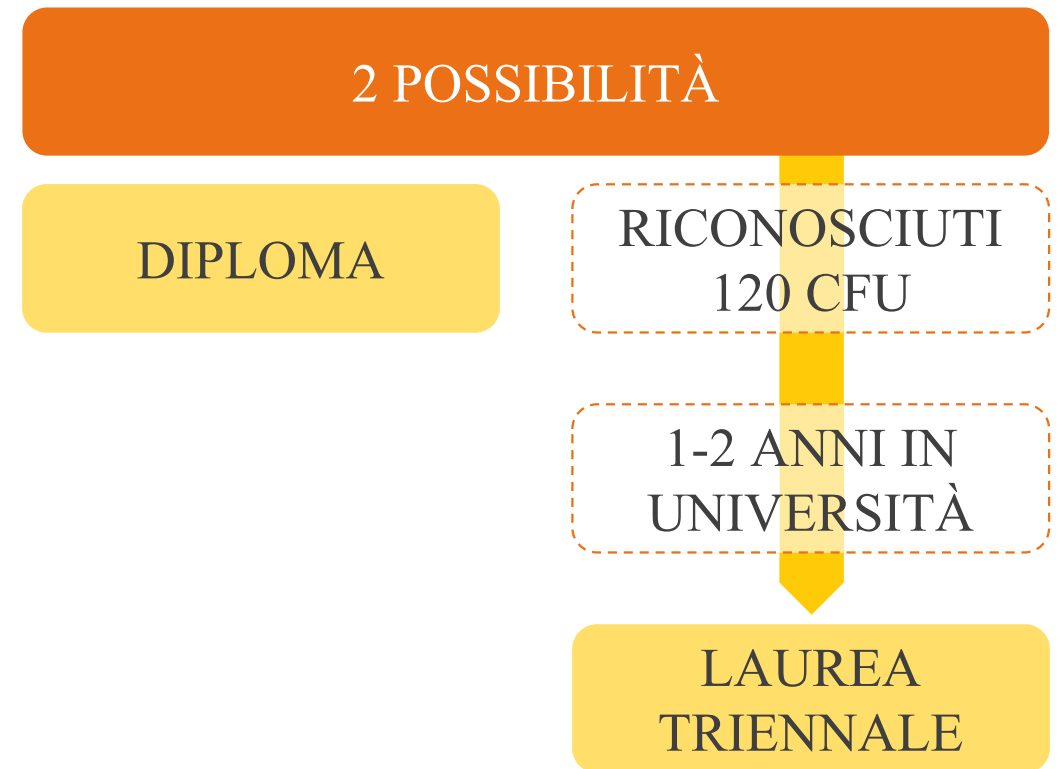 2 POSSIBILITÀ
DIPLOMA
RICONOSCIUTI
120 CFU
1-2 ANNI IN
UNIVERSITÀ
LAUREA
TRIENNALE